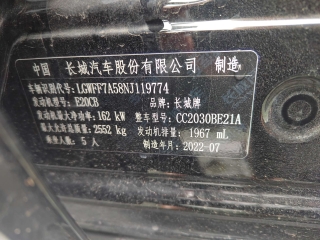 中国 长城汽车股份有限公司 制造
车辆识别代号: LGWFF7A58NJ119774
发动机型号: E20CB 品牌: 长城牌
发动机最大净功率: 162 kW 整车型号: CC2030BE21A
最大允许总质量: 2552 kg 发动机排量: 1967 mL
乘坐人数: 5 人 制造年月: 2022-07